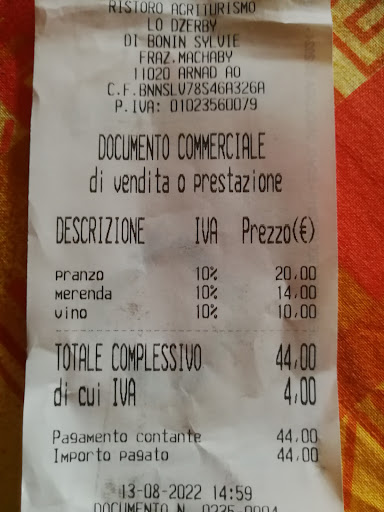 RISTORO AGRITURISMO
LO DZERBY
DI BONIN SYLVIE
FRAZ.MACHABY
11020 ARNAD AO
C.F.BNNSLV78S46A326A
P.IVA: 01023560079
DOCUMENTO COMMERCIALE
di vendita o prestazione
DESCRIZIONE IVA Prezzo(€)
Pranzo 10% 20,00
Merenda 10% 14,00
vino 10% 10,00
TOTALE COMPLESSIVO 44,00
di cui IVA 4,00
Pagamento contante 44,00
Importo pagato 44,00
13-08-2022 14:59
DOCUMENTO N. 0235-0004